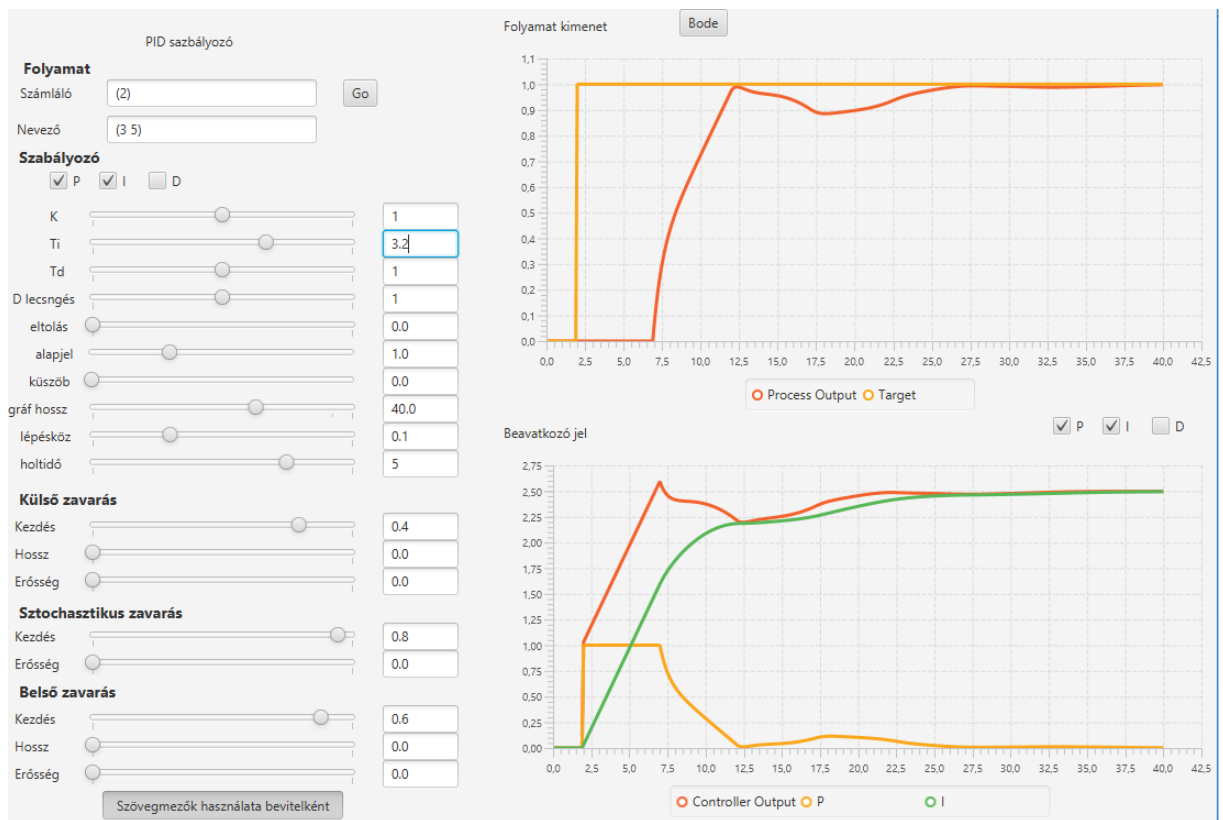 PID sazbályozó
Folyamat
Számláló (2) Go
Nevező (3 5)
Szabályozó
P I D
K 1
Ti 3.2
Td 1
D lecsngés 1
eltolás 0.0
alapjel 1.0
küszöb 0.0
gráf hossz 40.0
lépésköz 0.1
holtidő 5
Külső zavarás
Kezdés 0.4
Hossz 0.0
Erősség 0.0
Sztochasztikus zavarás
Kezdés 0.8
Erősség 0.0
Belső zavarás
Kezdés 0.6
Hossz 0.0
Erősség 0.0
Szövegmezők használata bevitelként
Folyamat kimenet Bode
1,1
1,0
0,9
0,8
0,7
0,6
0,5
0,4
0,3
0,2
0,1
0,0
0,0 2,5 5,0 7,5 10,0 12,5 15,0 17,5 20,0 22,5 25,0 27,5 30,0 32,5 35,0 37,5 40,0 42,5
Process Output Target
Beavatkozó jel P I D
2,75
2,50
2,25
2,00
1,75
1,50
1,25
1,00
0,75
0,50
0,25
0,00
0,0 2,5 5,0 7,5 10,0 12,5 15,0 17,5 20,0 22,5 25,0 27,5 30,0 32,5 35,0 37,5 40,0 42,5
Controller Output P I